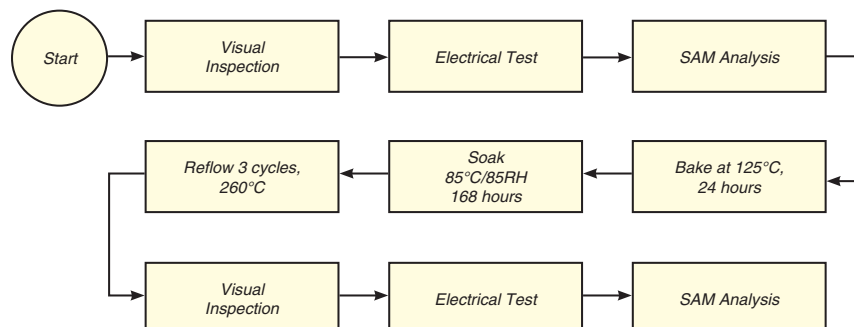 Start
Visual
Inspection
Electrical Test
SAM Analysis
Reflow 3 cycles,
260°C
Soak
85°C/85RH
168 hours
Bake at 125°C,
24 hours
Visual
Inspection
Electrical Test
SAM Analysis